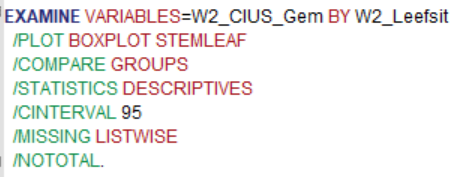 EXAMINE VARIABLES=W2_CIUS_Gem BY W2_Leefsit
/PLOT BOXPLOT STEMLEAF
/COMPARE GROUPS
/STATISTICS DESCRIPTIVES
/CINTERVAL 95
/MISSING LISTWISE
/NOTOTAL.